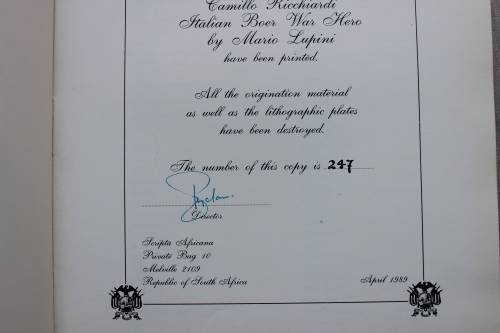 Camillo Ricchiardi
Italian Boer War Hero
by Mario Lupini
have been printed.
All the origination material
as well as the lithographic plates
have been destroyed.
The number of this copy is 247
Director
Scripta Africana
Private Bag 10
Melville 2109
Republic of South Africa
April 1989